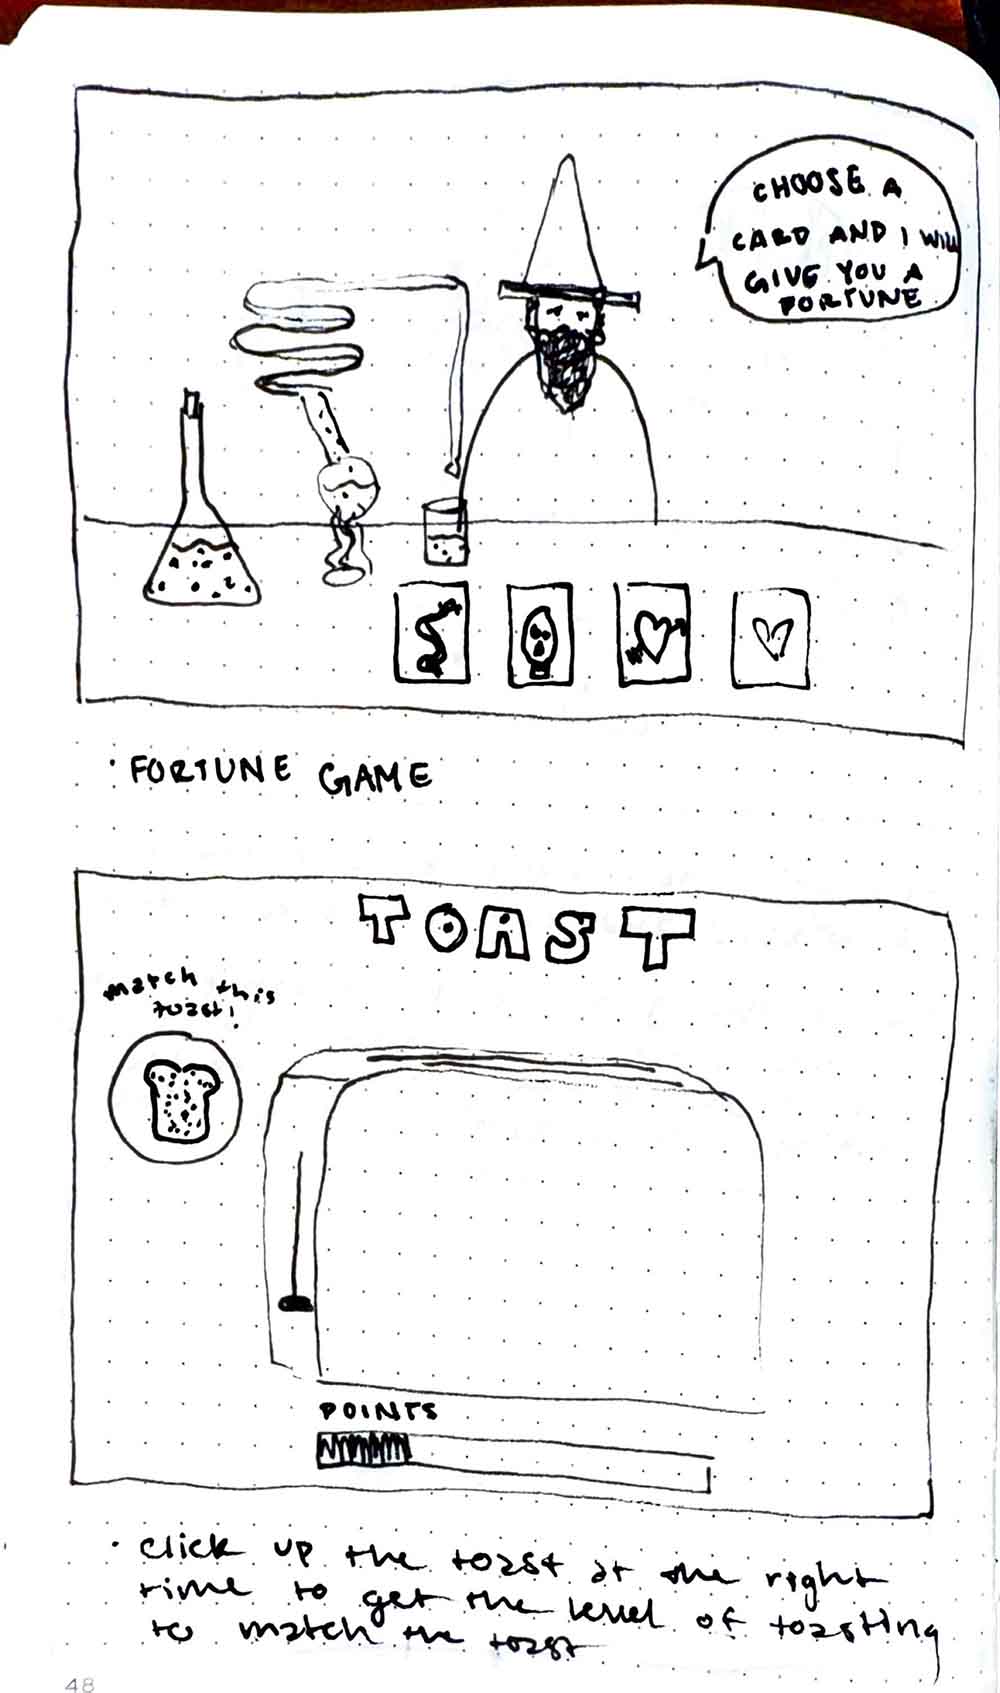 CHOOSE A
CARD AND I WILL
GIVE YOU A
FORTUNE
· FORTUNE GAME
TOAST
match this
toast!
POINTS
· click up the toast at the right
time to get the level of toasting
to match the toast
48